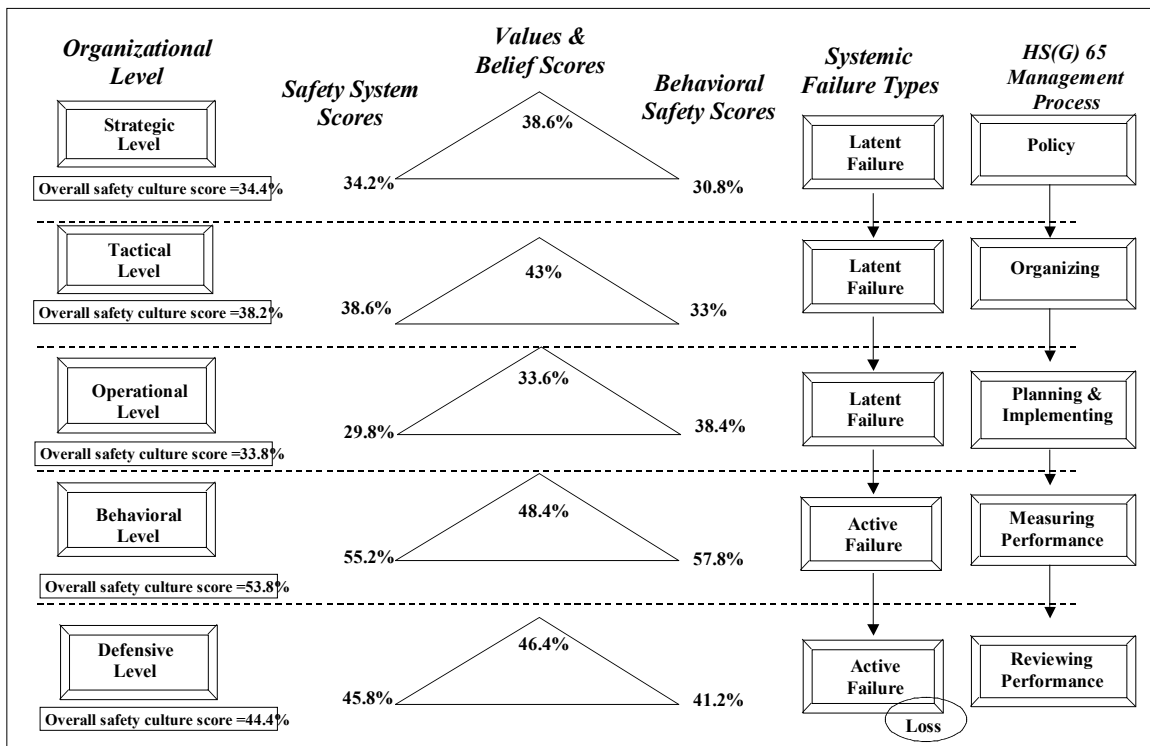 Organizational
Level
Values &
Belief Scores
Systemic
Failure Types
HS(G) 65
Management
Process
Safety System
Scores
Behavioral
Safety Scores
Strategic
Level
38.6%
Latent
Failure
Policy
Overall safety culture score =34.4%
34.2%
30.8%
Tactical
Level
43%
Latent
Failure
Organizing
Overall safety culture score =38.2%
38.6%
33%
Operational
Level
33.6%
Latent
Failure
Planning &
Implementing
29.8%
38.4%
Overall safety culture score =33.8%
Behavioral
Level
48.4%
Active
Failure
Measuring
Performance
55.2%
57.8%
Overall safety culture score =53.8%
Defensive
Level
46.4%
Active
Failure
Reviewing
Performance
45.8%
41.2%
Overall safety culture score =44.4%
Loss